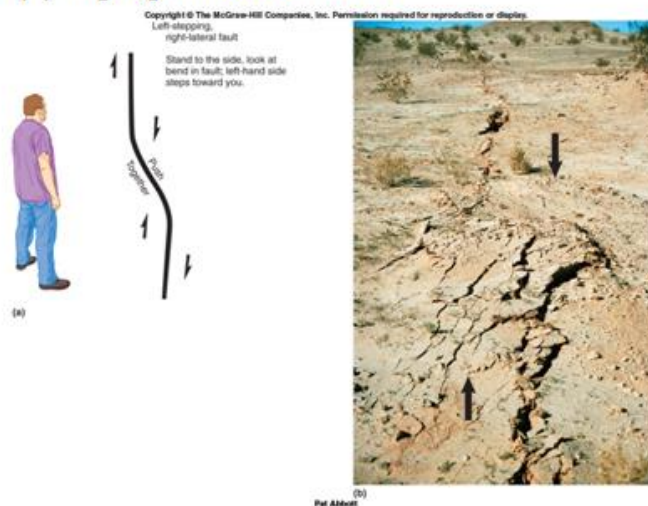 Copyright © The McGraw-Hill Companies, Inc. Permission required for reproduction or display.
Left-stepping,
right-lateral fault
Stand to the side, look at
bend in fault; left-hand side
steps toward you.
Push
Together
(a)
(b)
Pat Abbott